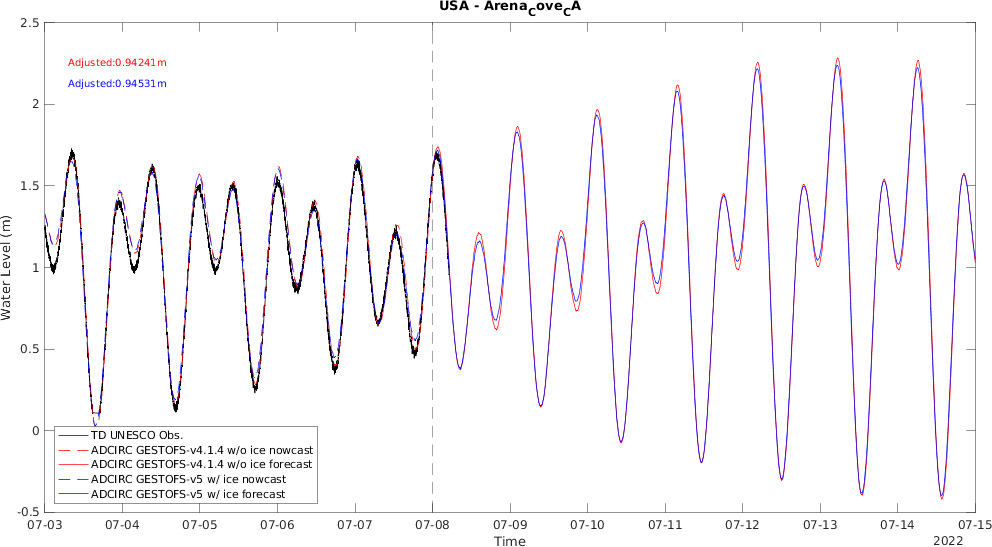 USA - ArenaCoveCA
Adjusted:0.94241m
Adjusted:0.94531m
Water Level (m)
2.5
2
1.5
1
0.5
0
-0.5
TD UNESCO Obs.
ADCIRC GESTOFS-v4.1.4 w/o ice nowcast
ADCIRC GESTOFS-v4.1.4 w/o ice forecast
ADCIRC GESTOFS-v5 w/ ice nowcast
ADCIRC GESTOFS-v5 w/ ice forecast
07-03 07-04 07-05 07-06 07-07 07-08 07-09 07-10 07-11 07-12 07-13 07-14 07-15
Time
2022